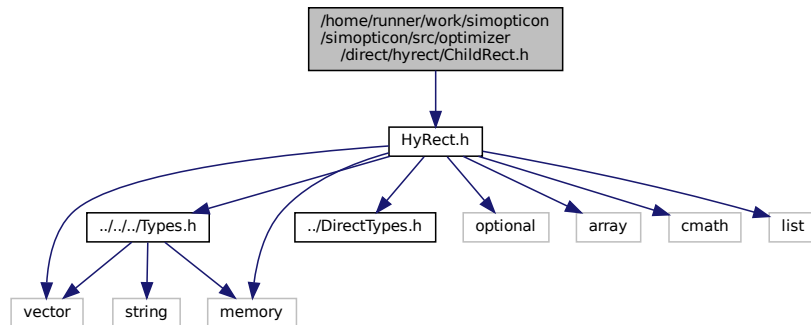 /home/runner/work/simopticon
/simopticon/src/optimizer
/direct/hyrect/ChildRect.h
HyRect.h
../../../Types.h
../DirectTypes.h
optional
array
cmath
list
vector
string
memory